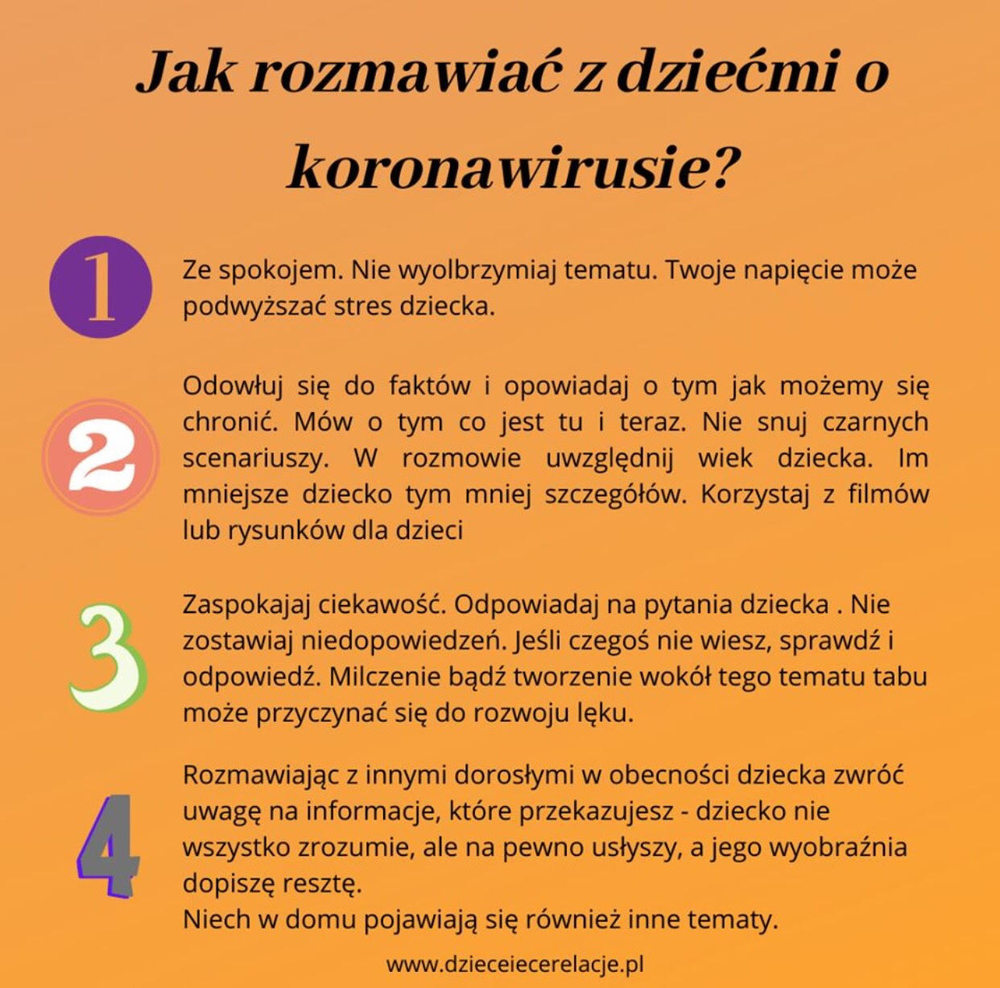 Jak rozmawiać z dziećmi o
koronawirusie?
1
Ze spokojem. Nie wyolbrzymiaj tematu. Twoje napięcie może
podwyższać stres dziecka.
2
Odowłuj się do faktów i opowiadaj o tym jak możemy się
chronić. Mów o tym co jest tu i teraz. Nie snuj czarnych
scenariuszy. W rozmowie uwzględnij wiek dziecka. Im
mniejsze dziecko tym mniej szczegółów. Korzystaj z filmów
lub rysunków dla dzieci
3
Zaspokajaj ciekawość. Odpowiadaj na pytania dziecka . Nie
zostawiaj niedopowiedzeń. Jeśli czegoś nie wiesz, sprawdź i
odpowiedź. Milczenie bądź tworzenie wokół tego tematu tabu
może przyczynać się do rozwoju lęku.
4
Rozmawiając z innymi dorosłymi w obecności dziecka zwróć
uwagę na informacje, które przekazujesz - dziecko nie
wszystko zrozumie, ale na pewno usłyszy, a jego wyobraźnia
dopiszę resztę.
Niech w domu pojawiają się również inne tematy.
www.dzieceiecerelacje.pl